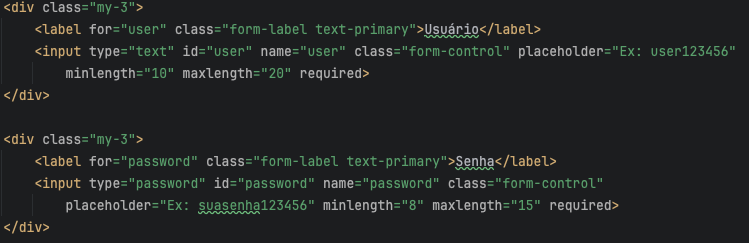 <div class="my-3">
<label for="user" class="form-label text-primary">Usuário</label>
<input type="text" id="user" name="user" class="form-control" placeholder="Ex: user123456"
minlength="10" maxlength="20" required>
</div>
<div class="my-3">
<label for="password" class="form-label text-primary">Senha</label>
<input type="password" id="password" name="password" class="form-control"
placeholder="Ex: suasenha123456" minlength="8" maxlength="15" required>
</div>